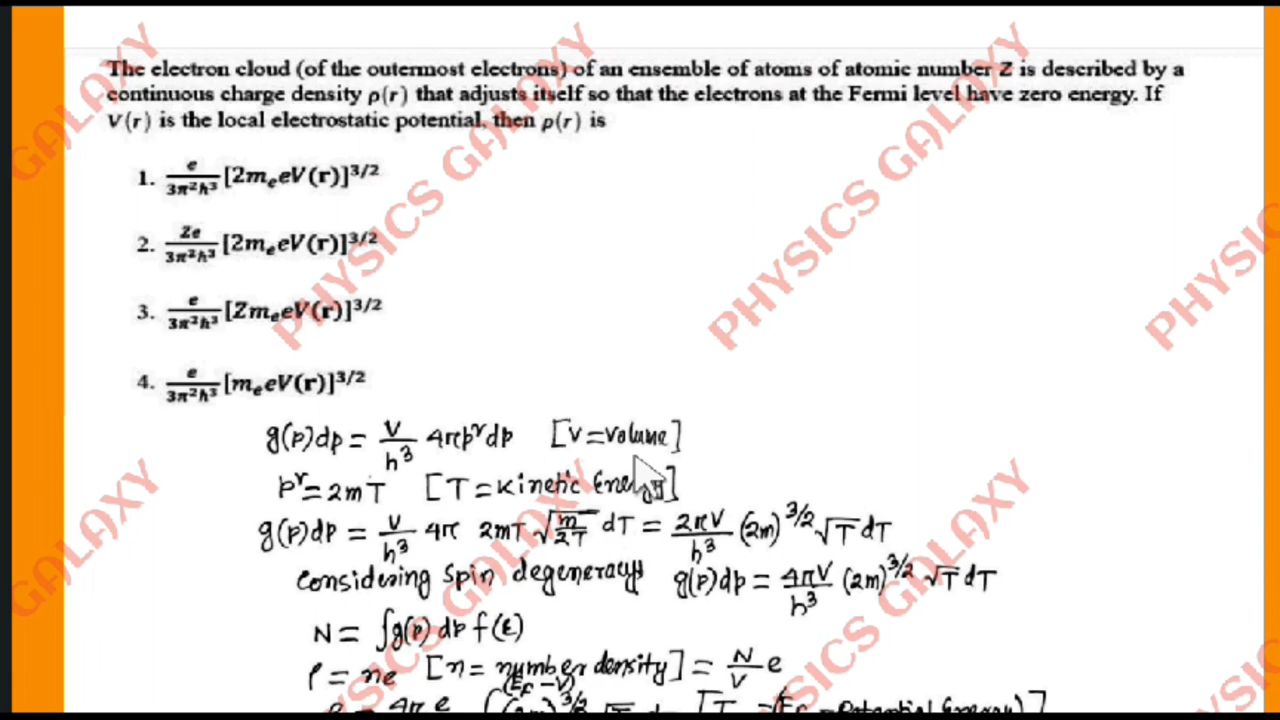 The electron cloud (of the outermost electrons) of an ensemble of atoms of atomic number Z is described by a
continuous charge density ρ(r) that adjusts itself so that the electrons at the Fermi level have zero energy. If
V(r) is the local electrostatic potential, then ρ(r) is
1. e/3π²ħ³ [2mₑeV(r)]^3/2
2. Ze/3π²ħ³ [2mₑeV(r)]^3/2
3. e/3π²ħ³ [Zmₑ eV(r)]^3/2
4. e/3π²ħ³ [mₑeV(r)]^3/2
g(p)dp = V/h³ 4πp²dp [V=volume]
p²=2mT [T=Kinetic Energy]
g(p)dp = V/h³ 4π 2mT √(m/2T) dT = 2πV/h³ (2m)^3/2 √T dT
Considering spin degeneracy g(p)dp = 4πV/h³ (2m)^3/2 √T dT
N = ∫g(p) dp f(E)
ρ = ne [n= number density] = N/V e
PHYSICS GALAXY
PHYSICS GALAXY